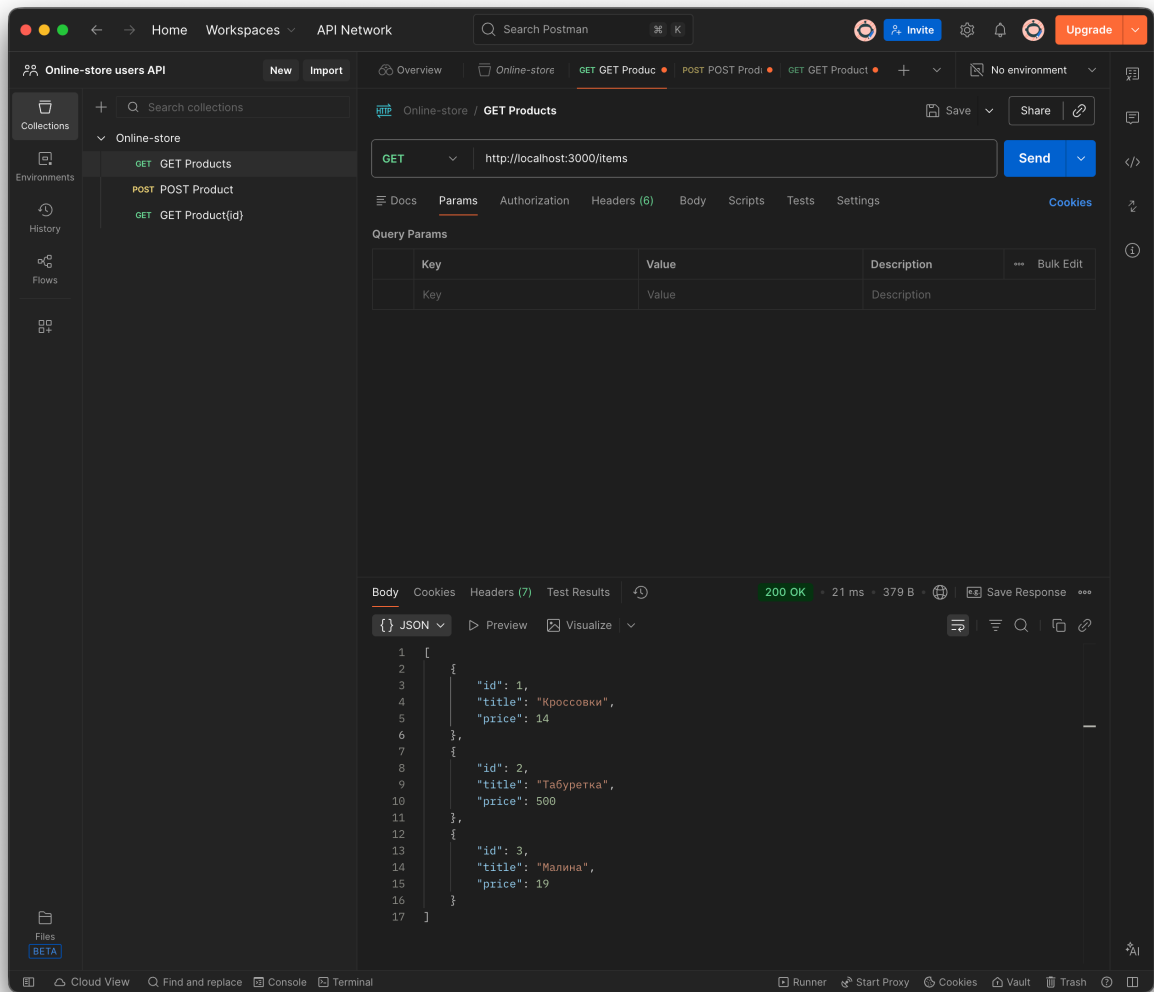 Home Workspaces API Network Search Postman ⌘ K Invite Upgrade
Online-store users API New Import Overview Online-store GET GET Produc POST POST Prod GET GET Product No environment
Collections
Search collections
Online-store
GET GET Products
POST POST Product
GET GET Product{id}
Environments
History
Flows
Files
BETA
HTTP Online-store / GET Products Save Share
GET http://localhost:3000/items Send
Docs Params Authorization Headers (6) Body Scripts Tests Settings Cookies
Query Params
Key Value Description Bulk Edit
Key Value Description
Body Cookies Headers (7) Test Results 200 OK 21 ms 379 B e.g. Save Response
{} JSON Preview Visualize
1 [
2 {
3 "id": 1,
4 "title": "Кроссовки",
5 "price": 14
6 },
7 {
8 "id": 2,
9 "title": "Табуретка",
10 "price": 500
11 },
12 {
13 "id": 3,
14 "title": "Малина",
15 "price": 19
16 }
17 ]
AI
Cloud View Find and replace Console Terminal Runner Start Proxy Cookies Vault Trash